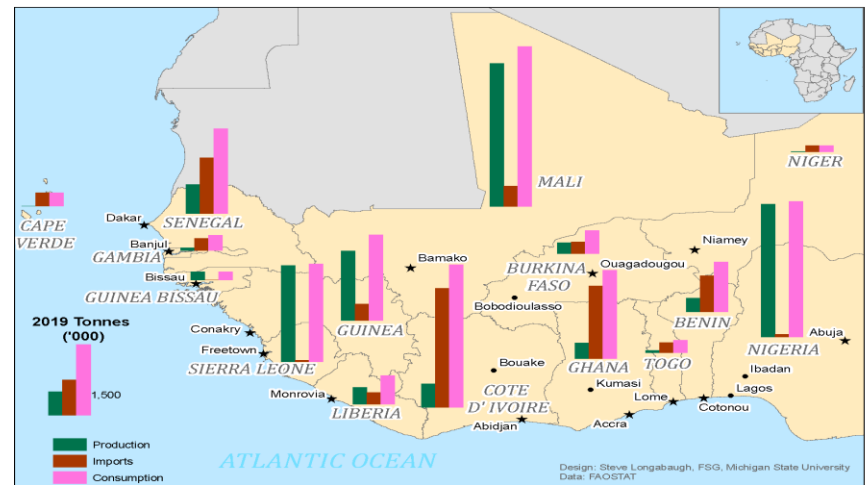 MALI
NIGER
CAPE
VERDE
Dakar
SENEGAL
Banjul
GAMBIA
Bissau
GUINEA BISSAU
Bamako
BURKINA
FASO
Ouagadougou
Niamey
Bobodioulasso
GUINEA
BENIN
2019 Tonnes
('000)
1,500
Conakry
Freetown
SIERRA LEONE
Bouake
GHANA
TOGO
NIGERIA
Abuja
Monrovia
LIBERIA
COTE
D' IVOIRE
Kumasi
Ibadan
Lagos
Lome
Cotonou
Abidjan
Accra
Production
Imports
Consumption
ATLANTIC OCEAN
Design: Steve Longabaugh, FSG, Michigan State University
Data: FAOSTAT